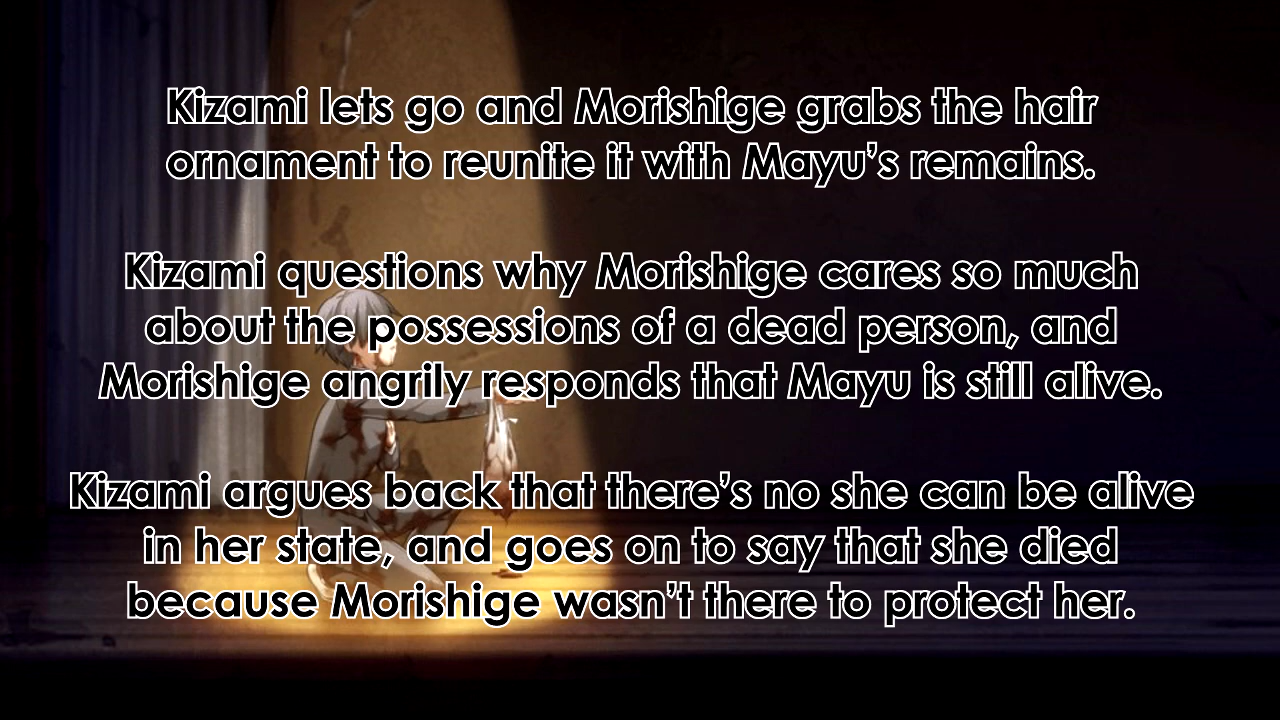 Kizami lets go and Morishige grabs the hair
ornament to reunite it with Mayu’s remains.
Kizami questions why Morishige cares so much
about the possessions of a dead person, and
Morishige angrily responds that Mayu is still alive.
Kizami argues back that there’s no she can be alive
in her state, and goes on to say that she died
because Morishige wasn’t there to protect her.